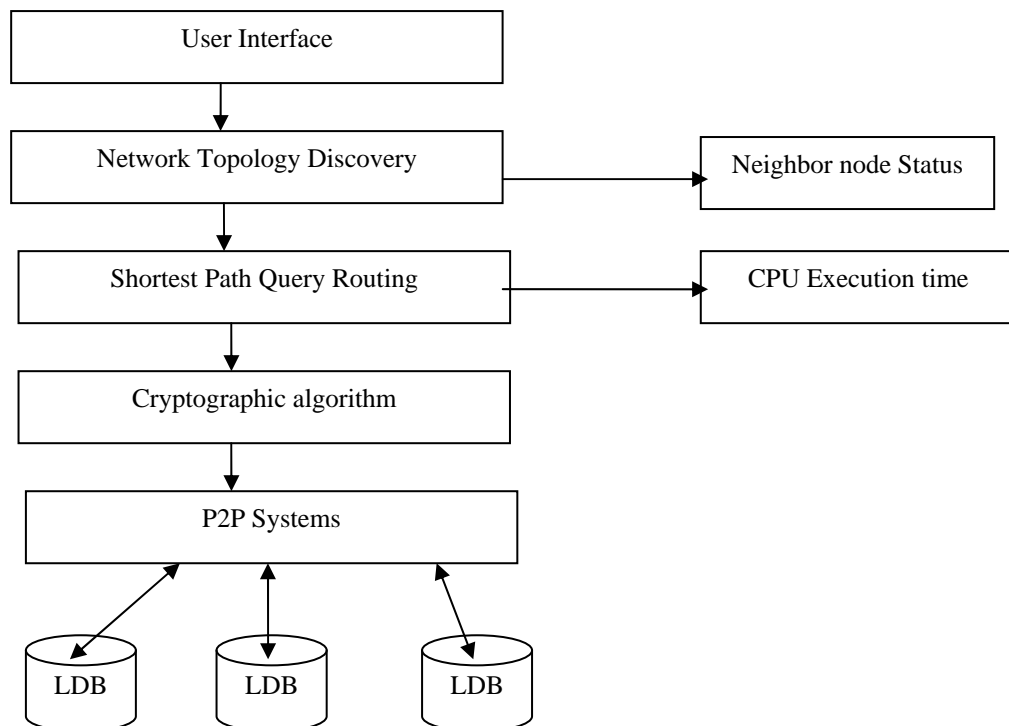 User Interface
Network Topology Discovery
Neighbor node Status
Shortest Path Query Routing
CPU Execution time
Cryptographic algorithm
P2P Systems
LDB
LDB
LDB